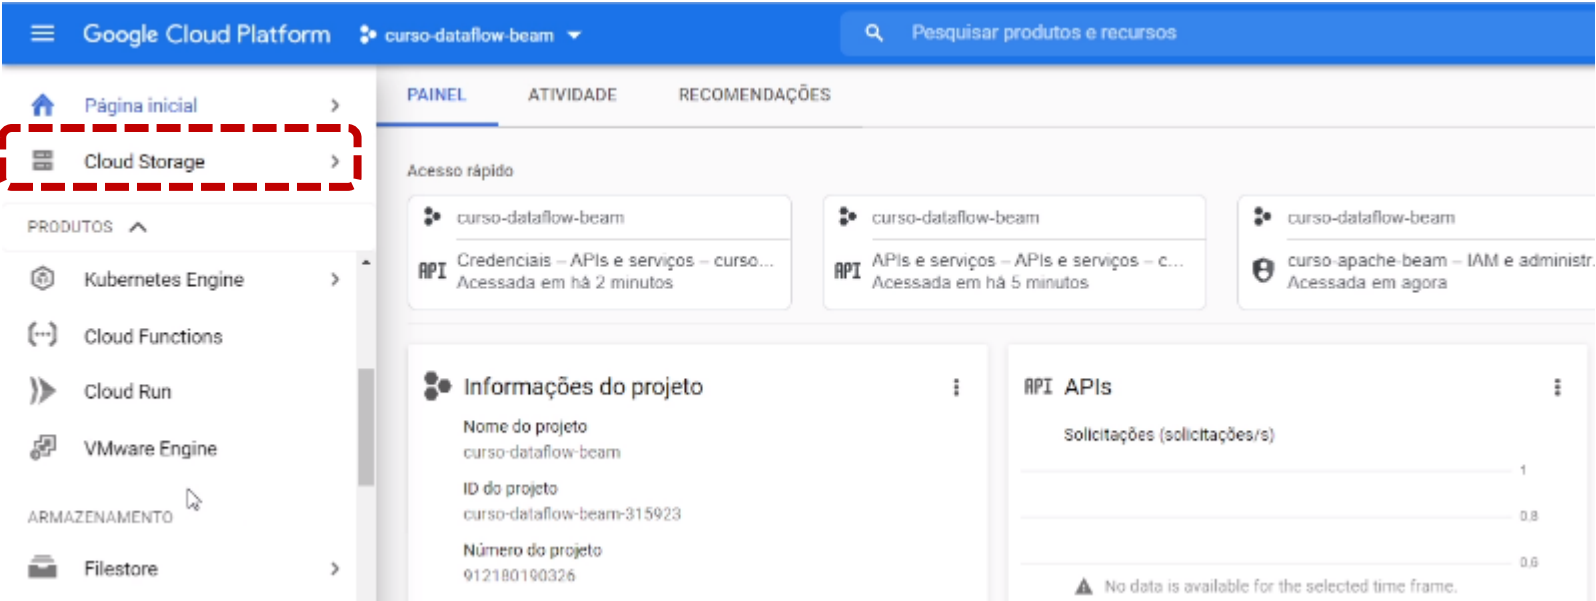 Google Cloud Platform
curso-dataflow-beam
Pesquisar produtos e recursos
Página inicial
Cloud Storage
PRODUTOS
Kubernetes Engine
Cloud Functions
Cloud Run
VMware Engine
ARMAZENAMENTO
Filestore
PAINEL ATIVIDADE RECOMENDAÇÕES
Acesso rápido
curso-dataflow-beam
API Credenciais – APIs e serviços – curso...
Acessada em há 2 minutos
curso-dataflow-beam
API APIs e serviços – APIs e serviços – c...
Acessada em há 5 minutos
curso-dataflow-beam
curso-apache-beam – IAM e administr.
Acessada em agora
Informações do projeto
Nome do projeto
curso-dataflow-beam
ID do projeto
curso-dataflow-beam-315923
Número do projeto
912180190326
API APIs
Solicitações (solicitações/s)
1
0,8
0,6
No data is available for the selected time frame.